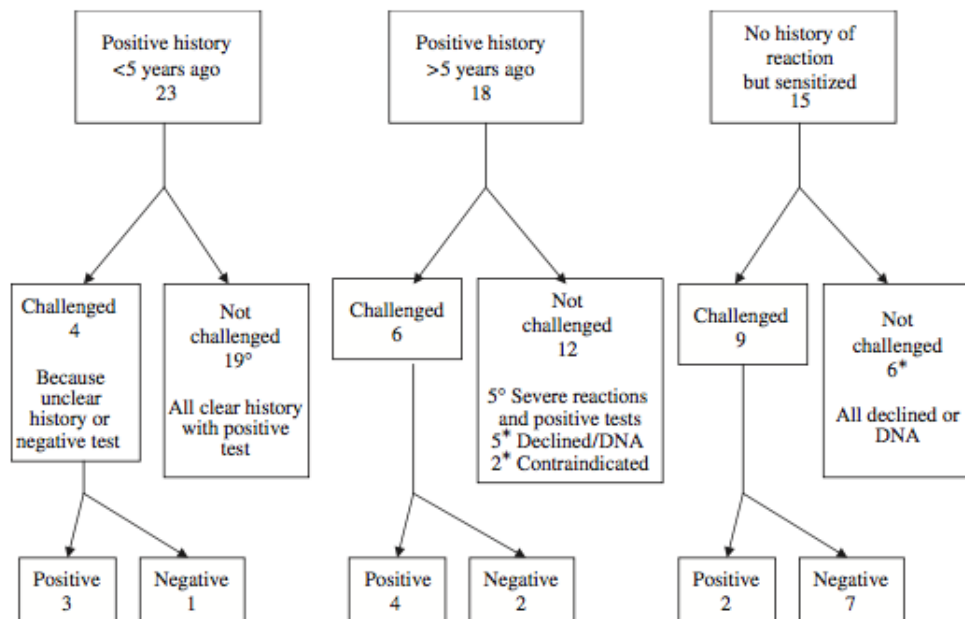 Positive history
<5 years ago
23
Positive history
>5 years ago
18
No history of
reaction
but sensitized
15
Challenged
4
Because
unclear
history or
negative test
Not
challenged
19°
All clear history
with positive
test
Challenged
6
Not
challenged
12
5° Severe reactions
and positive tests
5* Declined/DNA
2* Contraindicated
Challenged
9
Not
challenged
6*
All declined or
DNA
Positive
3
Negative
1
Positive
4
Negative
2
Positive
2
Negative
7